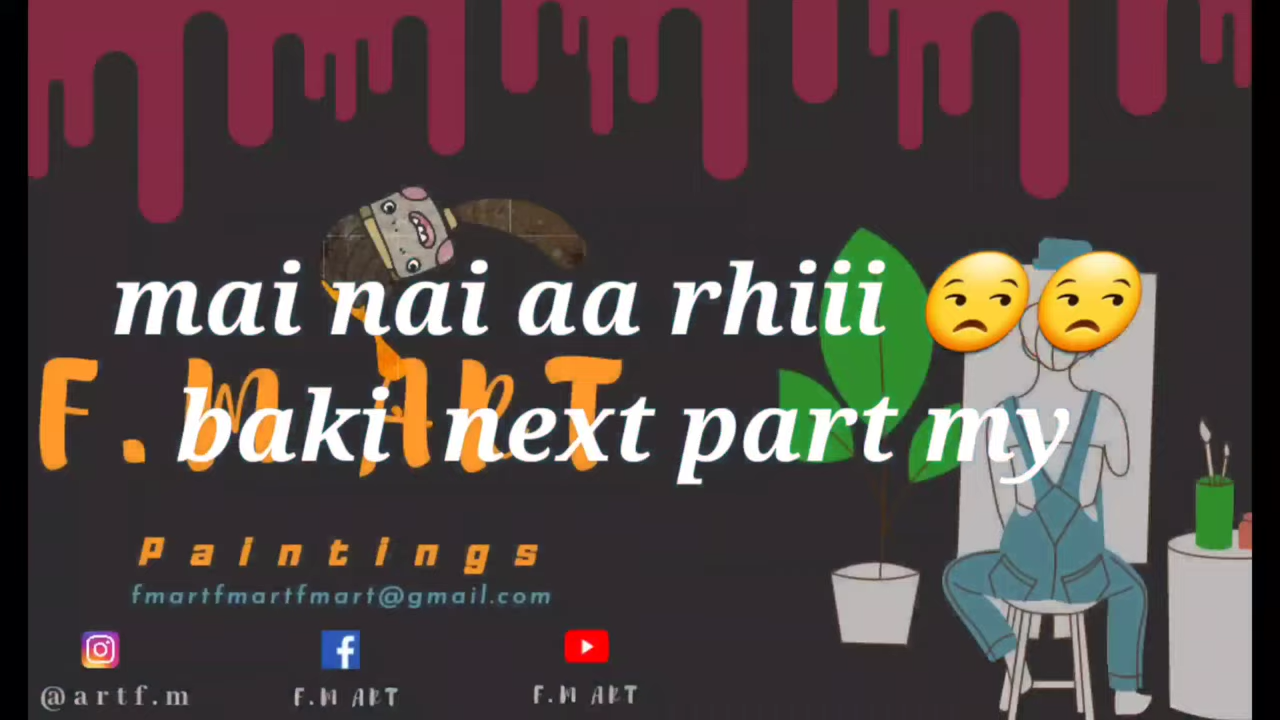 mai nai aa rhiii 😒😒
F.M ART
baki next part my
Paintings
fmartfmartfmart@gmail.com
@artf.m
F.M ART
F.M ART